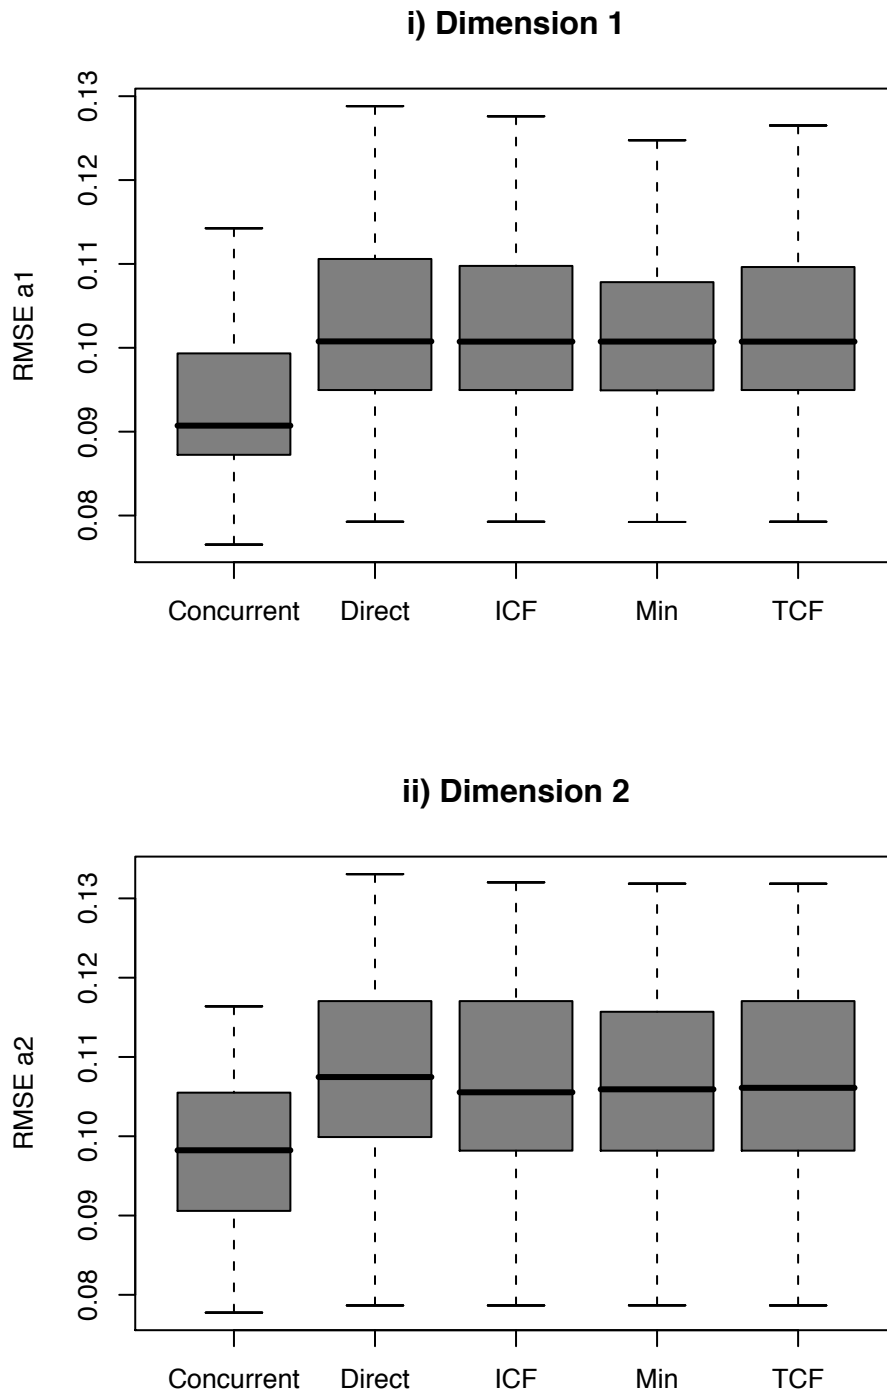 i) Dimension 1
RMSE a1
0.13
0.12
0.11
0.10
0.09
0.08
Concurrent Direct ICF Min TCF
ii) Dimension 2
RMSE a2
0.13
0.12
0.11
0.10
0.09
0.08
Concurrent Direct ICF Min TCF